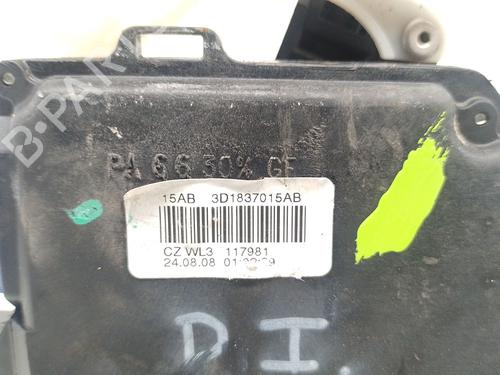 B-PARTS
PA 66 30% GF
15AB 3D1837015AB
CZ WL3 117981
24.08.08
D I.